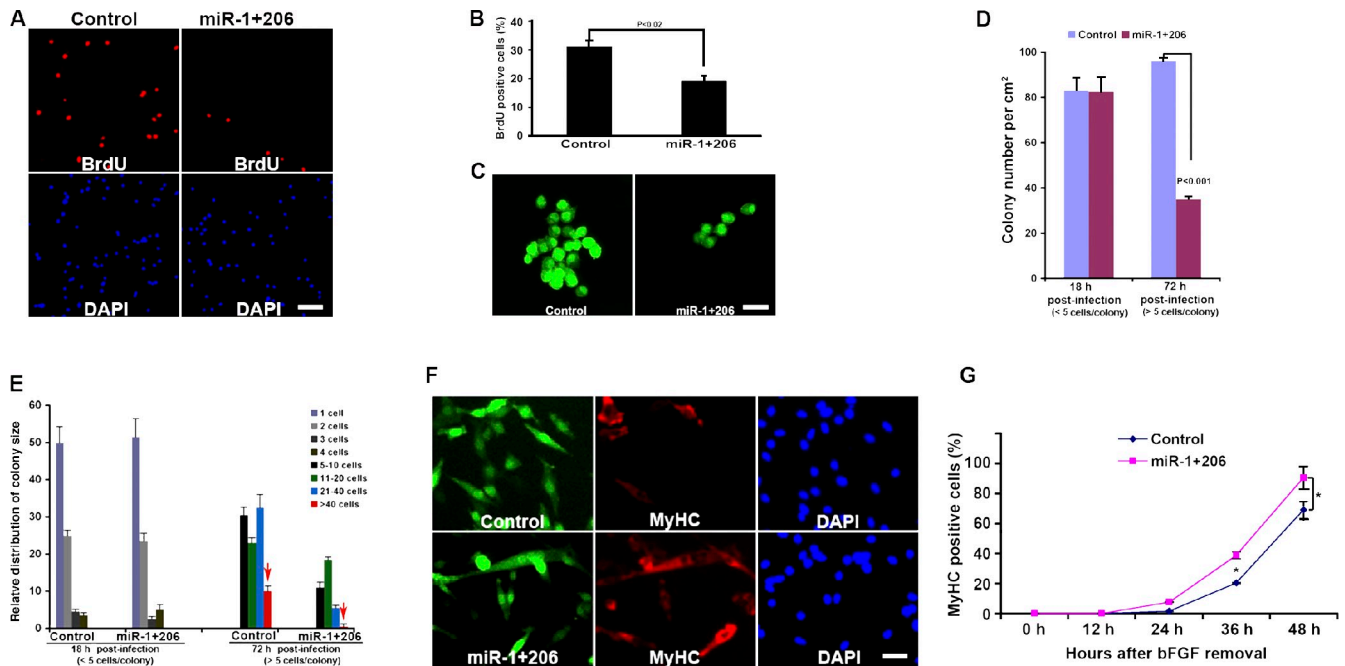 A
Control
miR-1+206
BrdU
BrdU
DAPI
DAPI
B
BrdU positive cells (%)
40
30
20
10
0
P<0.02
Control
miR-1+206
C
Control
miR-1+206
D
Control
miR-1+206
Colony number per cm²
100
80
60
40
20
0
P<0.001
18 h
post-infection
(< 5 cells/colony)
72 h
post-infection
(> 5 cells/colony)
E
Relative distribution of colony size
60
50
40
30
20
10
0
1 cell
2 cells
3 cells
4 cells
5-10 cells
11-20 cells
21-40 cells
>40 cells
Control
miR-1+206
18 h post-infection
(< 5 cells/colony)
Control
miR-1+206
72 h post-infection
(> 5 cells/colony)
F
Control
MyHC
DAPI
miR-1+206
MyHC
DAPI
G
MyHC positive cells (%)
100
80
60
40
20
0
Control
miR-1+206
*
*
0 h
12 h
24 h
36 h
48 h
Hours after bFGF removal